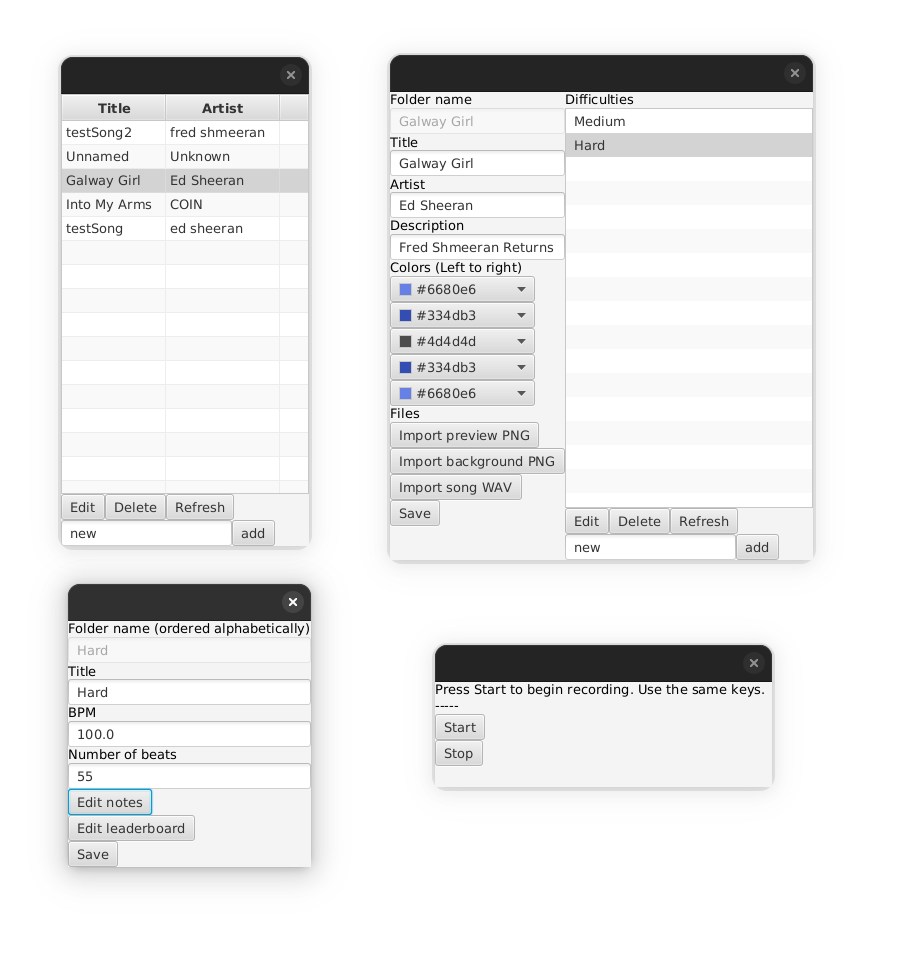 Title Artist
testSong2 fred shmeeran
Unnamed Unknown
Galway Girl Ed Sheeran
Into My Arms COIN
testSong ed sheeran
Edit Delete Refresh
new add
Folder name
Galway Girl
Title
Galway Girl
Artist
Ed Sheeran
Description
Fred Shmeeran Returns
Colors (Left to right)
#6680e6
#334db3
#4d4d4d
#334db3
#6680e6
Files
Import preview PNG
Import background PNG
Import song WAV
Save
Difficulties
Medium
Hard
Edit Delete Refresh
new add
Folder name (ordered alphabetically)
Hard
Title
Hard
BPM
100.0
Number of beats
55
Edit notes
Edit leaderboard
Save
Press Start to begin recording. Use the same keys.
-----
Start
Stop